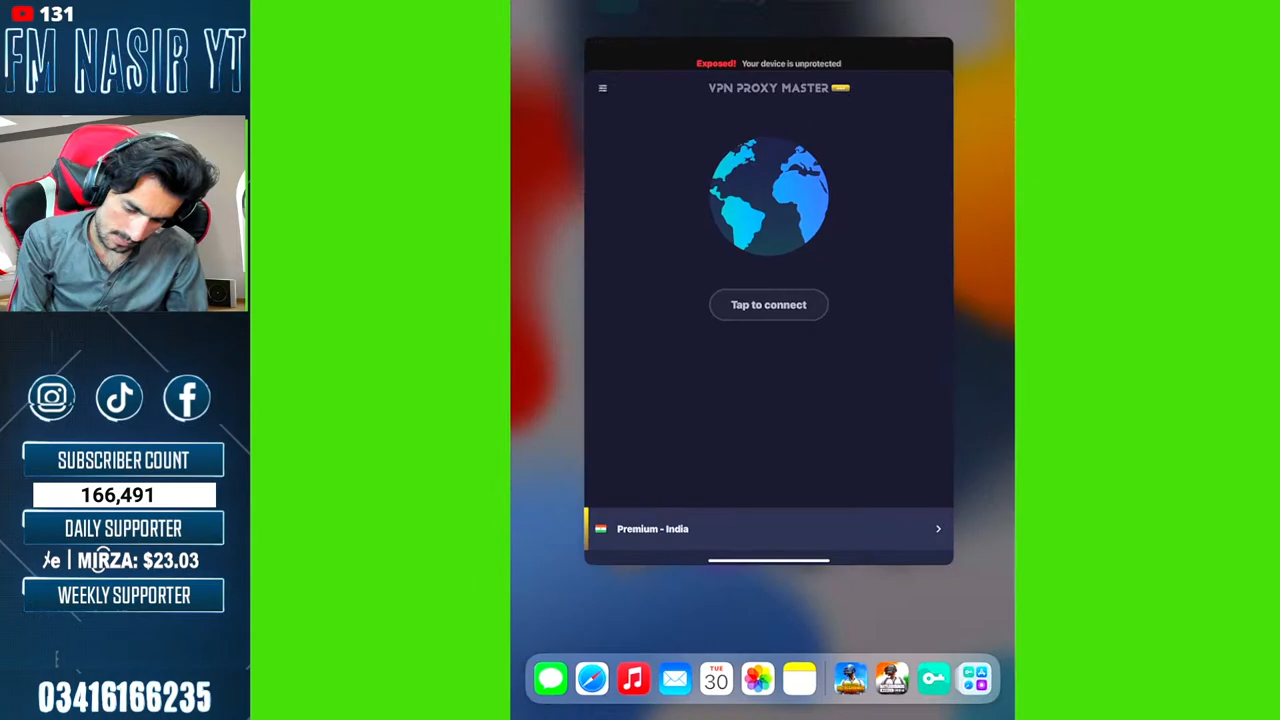 131
FM NASIR YT
SUBSCRIBER COUNT
166,491
DAILY SUPPORTER
| MIRZA: $23.03
WEEKLY SUPPORTER
03416166235
Exposed! Your device is unprotected
VPN PROXY MASTER
Tap to connect
Premium - India
TUE
30